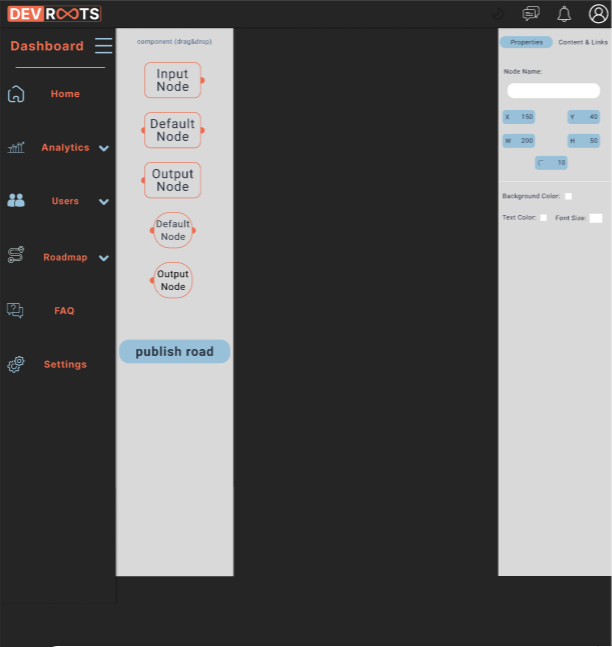 DEV ROOTS
Dashboard
Home
Analytics
Users
Roadmap
FAQ
Settings
component (drag&drop)
Input
Node
Default
Node
Output
Node
Default
Node
Output
Node
publish road
Properties
Content & Links
Node Name:
X 150
Y 40
W 200
H 50
10
Background Color:
Text Color:
Font Size: